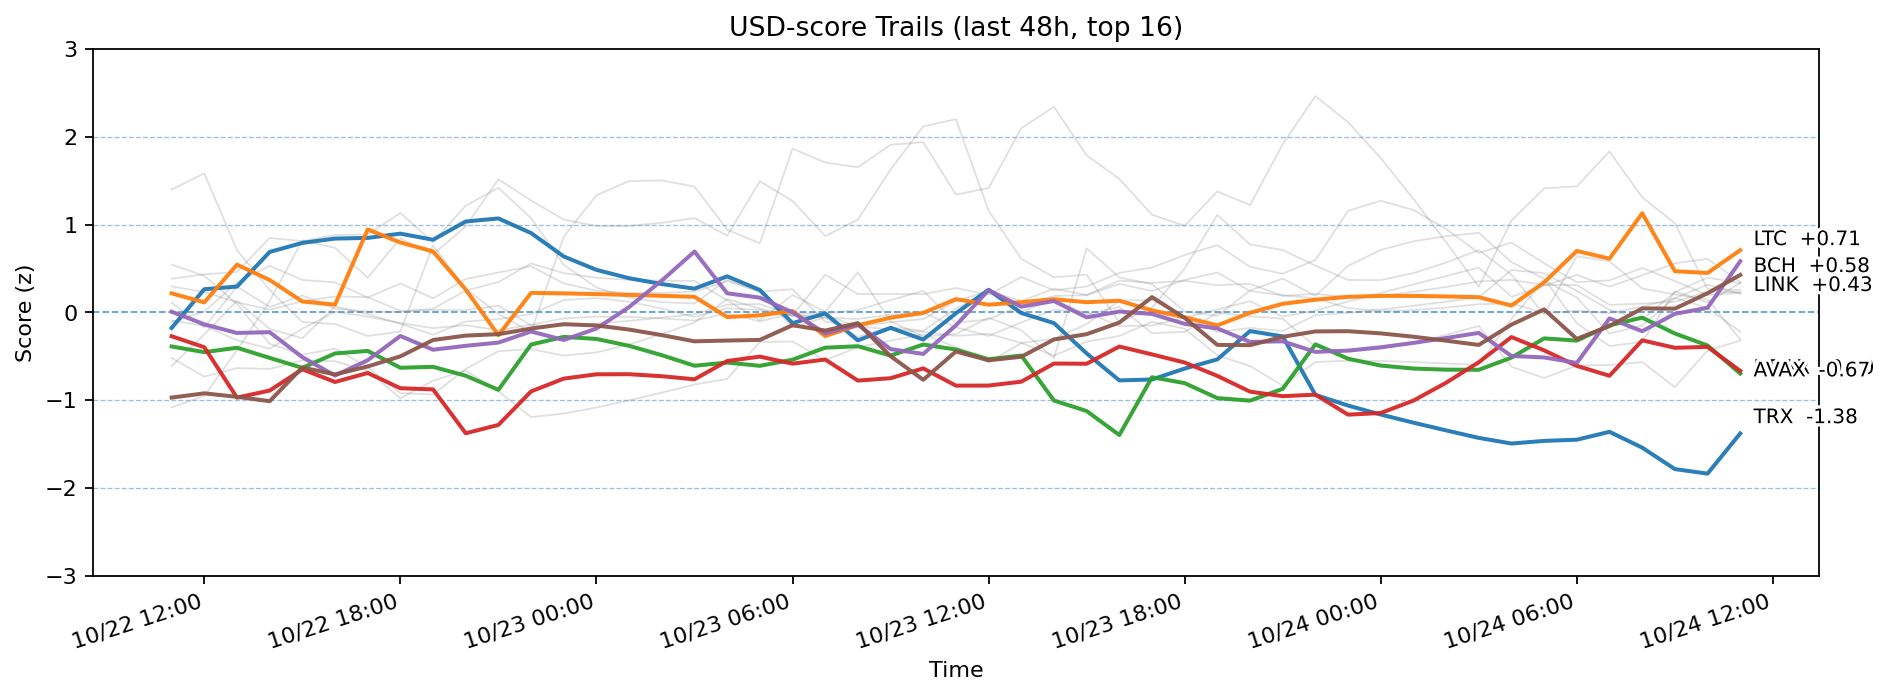 USD-score Trails (last 48h, top 16)
3
2
1
0
−1
−2
−3
Score (z)
LTC +0.71
BCH +0.58
LINK +0.43
AVAX -0.67
TRX -1.38
10/22 12:00
10/22 18:00
10/23 00:00
10/23 06:00
10/23 12:00
10/23 18:00
10/24 00:00
10/24 06:00
10/24 12:00
Time